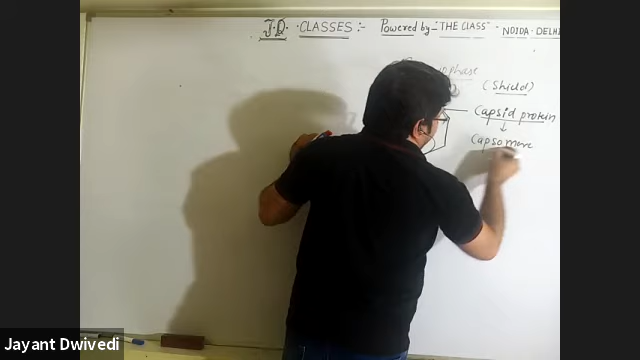 J.D. CLASSES :- Powered by - "THE CLASS" - NOIDA - DELHI
(Shield)
Capsid protein
↓
Capsomere
Jayant Dwivedi